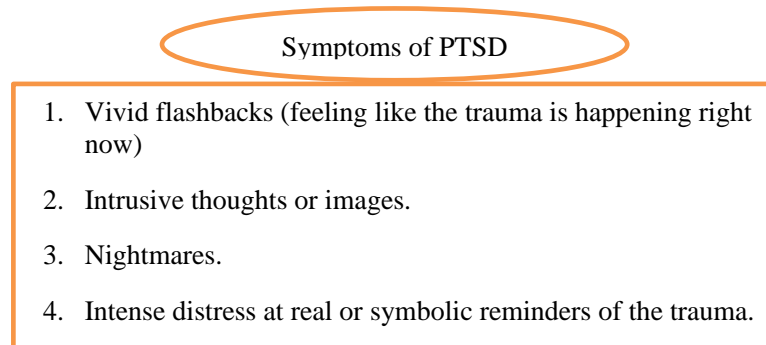 Symptoms of PTSD
1. Vivid flashbacks (feeling like the trauma is happening right
now)
2. Intrusive thoughts or images.
3. Nightmares.
4. Intense distress at real or symbolic reminders of the trauma.